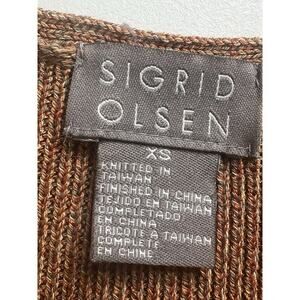 SIGRID
OLSEN
XS
KNITTED IN
TAIWAN
FINISHED IN CHINA
TEJIDO EN TAIWAN
COMPLETADO
EN CHINA
TRICOTE A TAIWAN
COMPLETE
EN CHINE